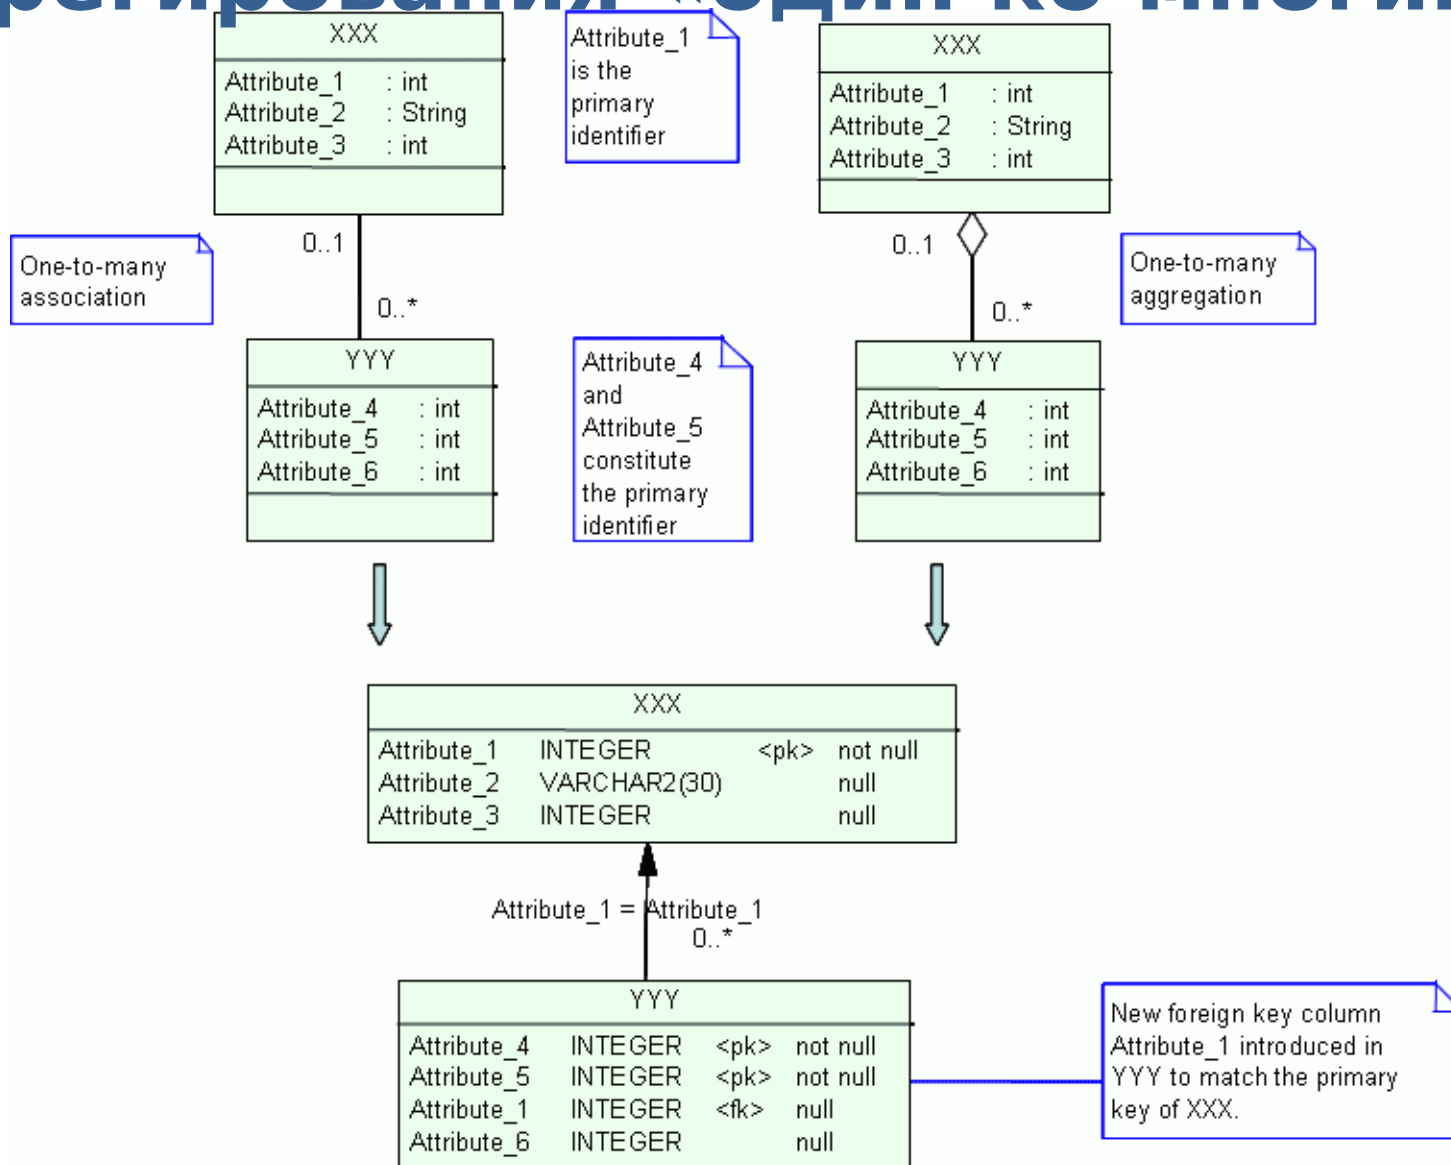 «один ко
XXX
Attribute_1 : int
Attribute_2 : String
Attribute_3 : int
Attribute_1
is the
primary
identifier
XXX
Attribute_1 : int
Attribute_2 : String
Attribute_3 : int
One-to-many
association
0..1
0..*
0..1
0..*
One-to-many
aggregation
YYY
Attribute_4 : int
Attribute_5 : int
Attribute_6 : int
Attribute_4
and
Attribute_5
constitute
the primary
identifier
YYY
Attribute_4 : int
Attribute_5 : int
Attribute_6 : int
XXX
Attribute_1 INTEGER <pk> not null
Attribute_2 VARCHAR2(30) null
Attribute_3 INTEGER null
Attribute_1 = Attribute_1
0..*
YYY
Attribute_4 INTEGER <pk> not null
Attribute_5 INTEGER <pk> not null
Attribute_1 INTEGER <fk> null
Attribute_6 INTEGER null
New foreign key column
Attribute_1 introduced in
YYY to match the primary
key of XXX.